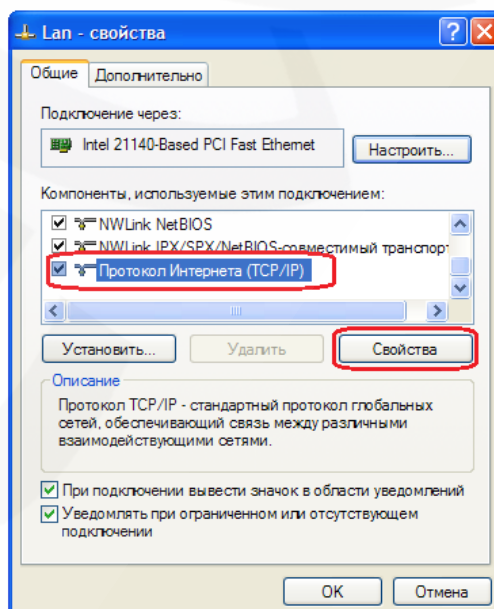 Lan - свойства
Общие
Дополнительно
Подключение через:
Intel 21140-Based PCI Fast Ethernet
Настроить...
Компоненты, используемые этим подключением:
NWLink NetBIOS
NWLink IPX/SPX/NetBIOS-совместимый транспорт
Протокол Интернета (TCP/IP)
Установить...
Удалить
Свойства
Описание
Протокол TCP/IP - стандартный протокол глобальных
сетей, обеспечивающий связь между различными
взаимодействующими сетями.
При подключении вывести значок в области уведомлений
Уведомлять при ограниченном или отсутствующем
подключении
OK
Отмена